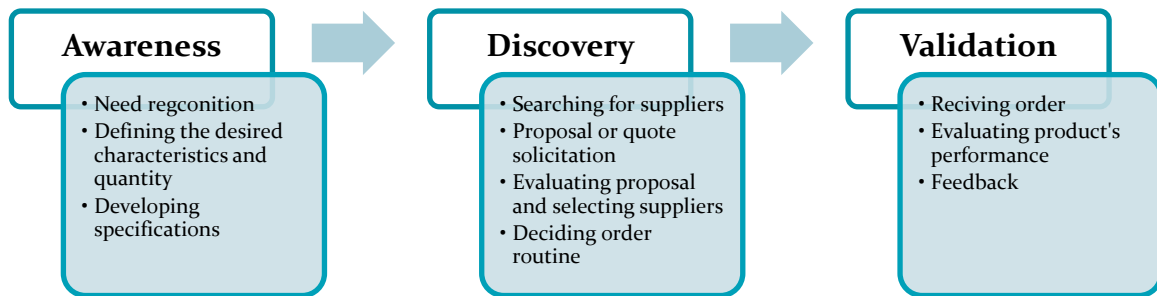 Awareness
• Need regconition
• Defining the desired
characteristics and
quantity
• Developing
specifications
Discovery
• Searching for suppliers
• Proposal or quote
solicitation
• Evaluating proposal
and selecting suppliers
• Deciding order
routine
Validation
• Reciving order
• Evaluating product's
performance
• Feedback